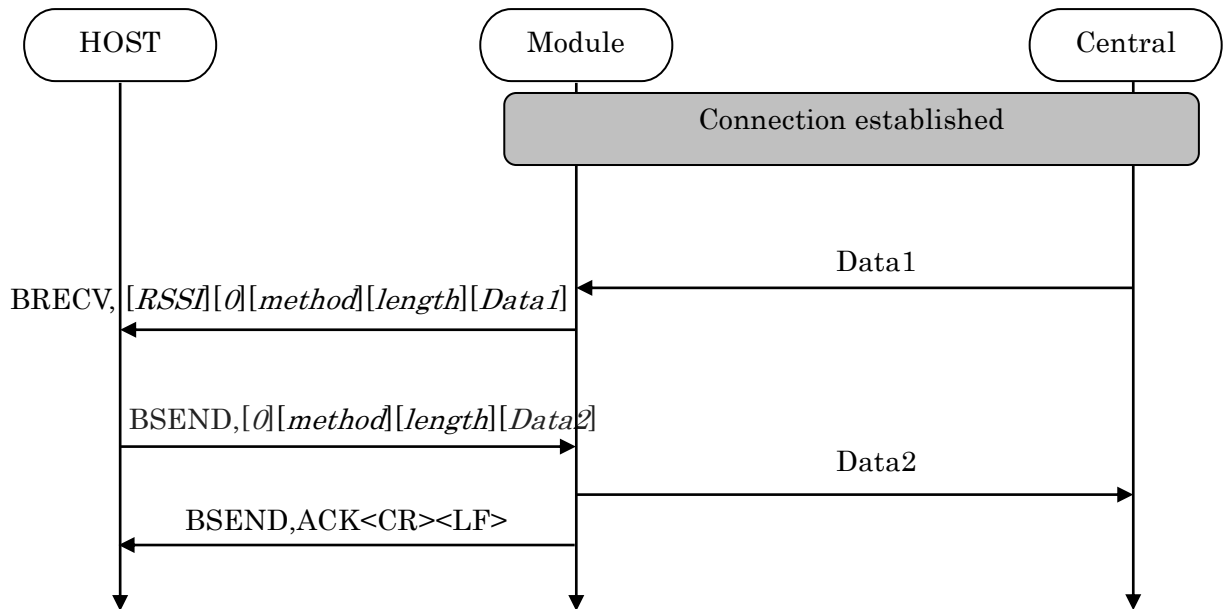 HOST
Module
Central
Connection established
Data1
BRECV, [RSSI][0][method][length][Data1]
BSEND,[0][method][length][Data2]
Data2
BSEND,ACK<CR><LF>